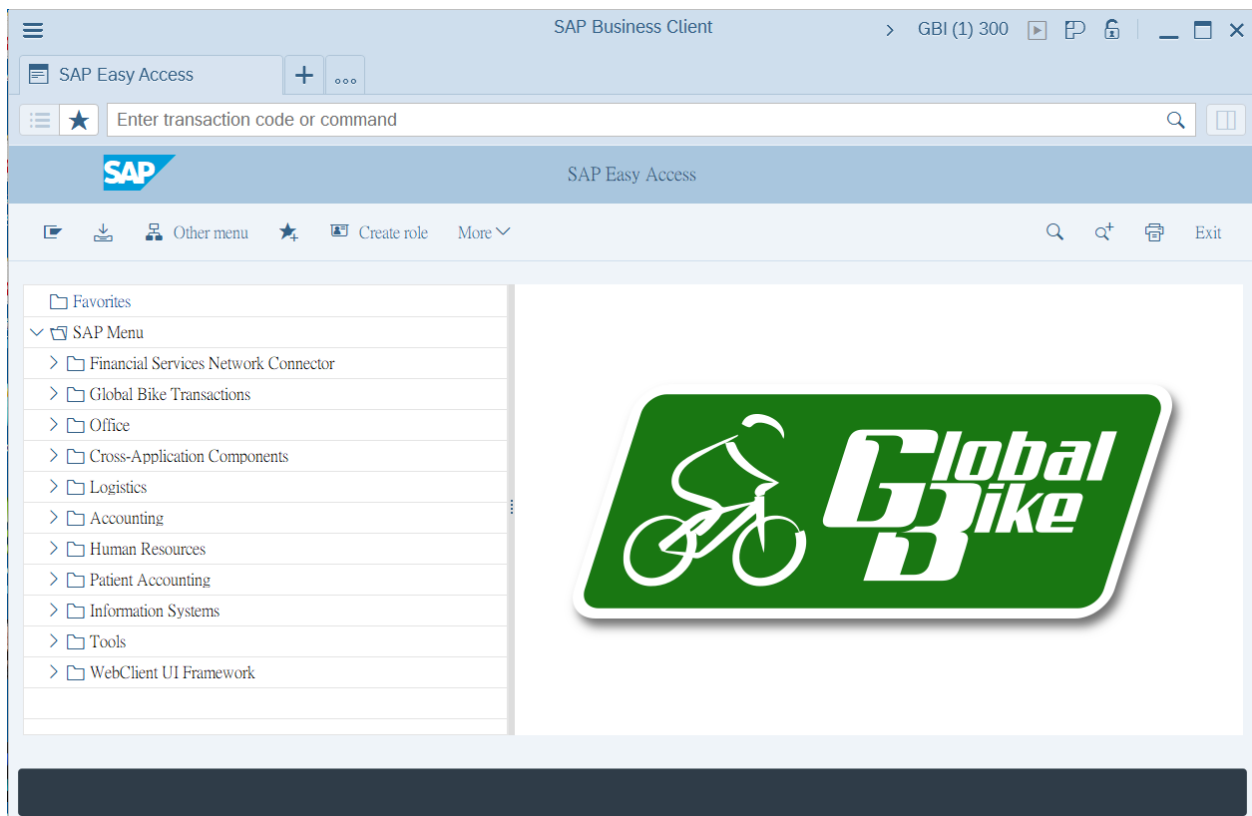 SAP Business Client
GBI (1) 300
SAP Easy Access
Enter transaction code or command
SAP
SAP Easy Access
Other menu
Create role
More
Exit
Favorites
SAP Menu
Financial Services Network Connector
Global Bike Transactions
Office
Cross-Application Components
Logistics
Accounting
Human Resources
Patient Accounting
Information Systems
Tools
WebClient UI Framework
Global
Bike